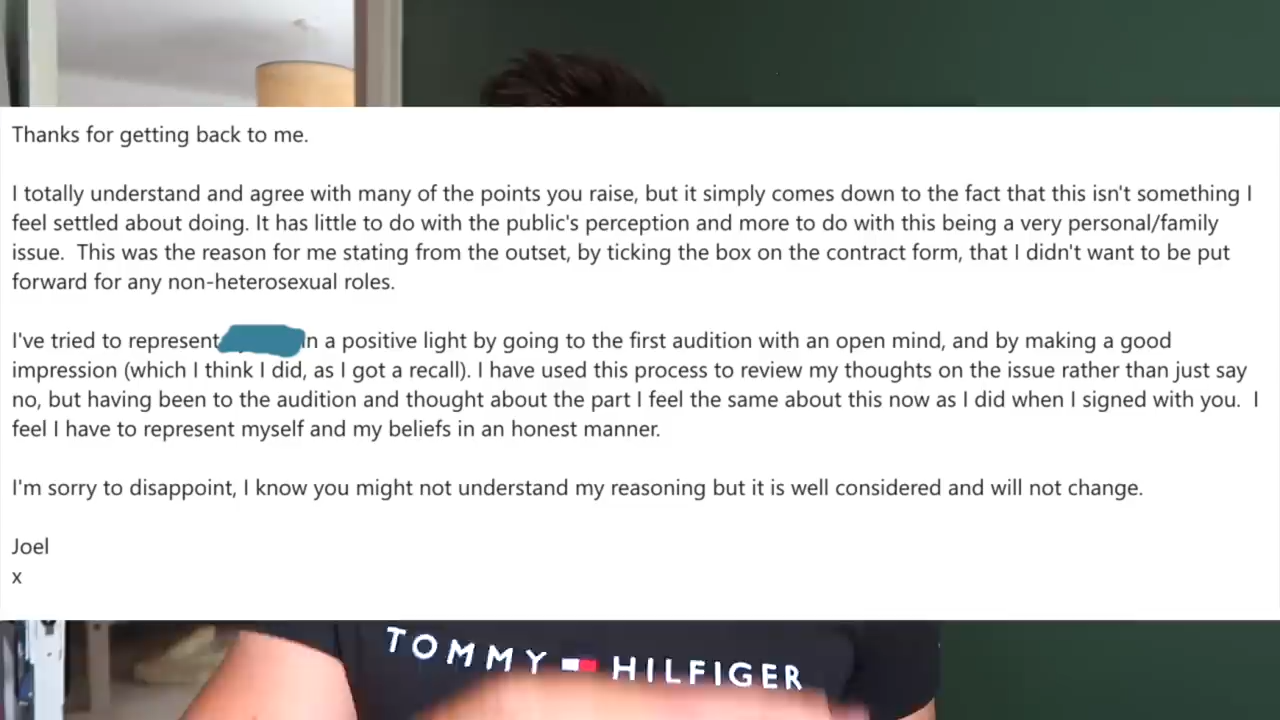 Thanks for getting back to me.
I totally understand and agree with many of the points you raise, but it simply comes down to the fact that this isn't something I
feel settled about doing. It has little to do with the public's perception and more to do with this being a very personal/family
issue.  This was the reason for me stating from the outset, by ticking the box on the contract form, that I didn't want to be put
forward for any non-heterosexual roles.
I've tried to represent in a positive light by going to the first audition with an open mind, and by making a good
impression (which I think I did, as I got a recall). I have used this process to review my thoughts on the issue rather than just say
no, but having been to the audition and thought about the part I feel the same about this now as I did when I signed with you.  I
feel I have to represent myself and my beliefs in an honest manner.
I'm sorry to disappoint, I know you might not understand my reasoning but it is well considered and will not change.
Joel
x
TOMMY HILFIGER